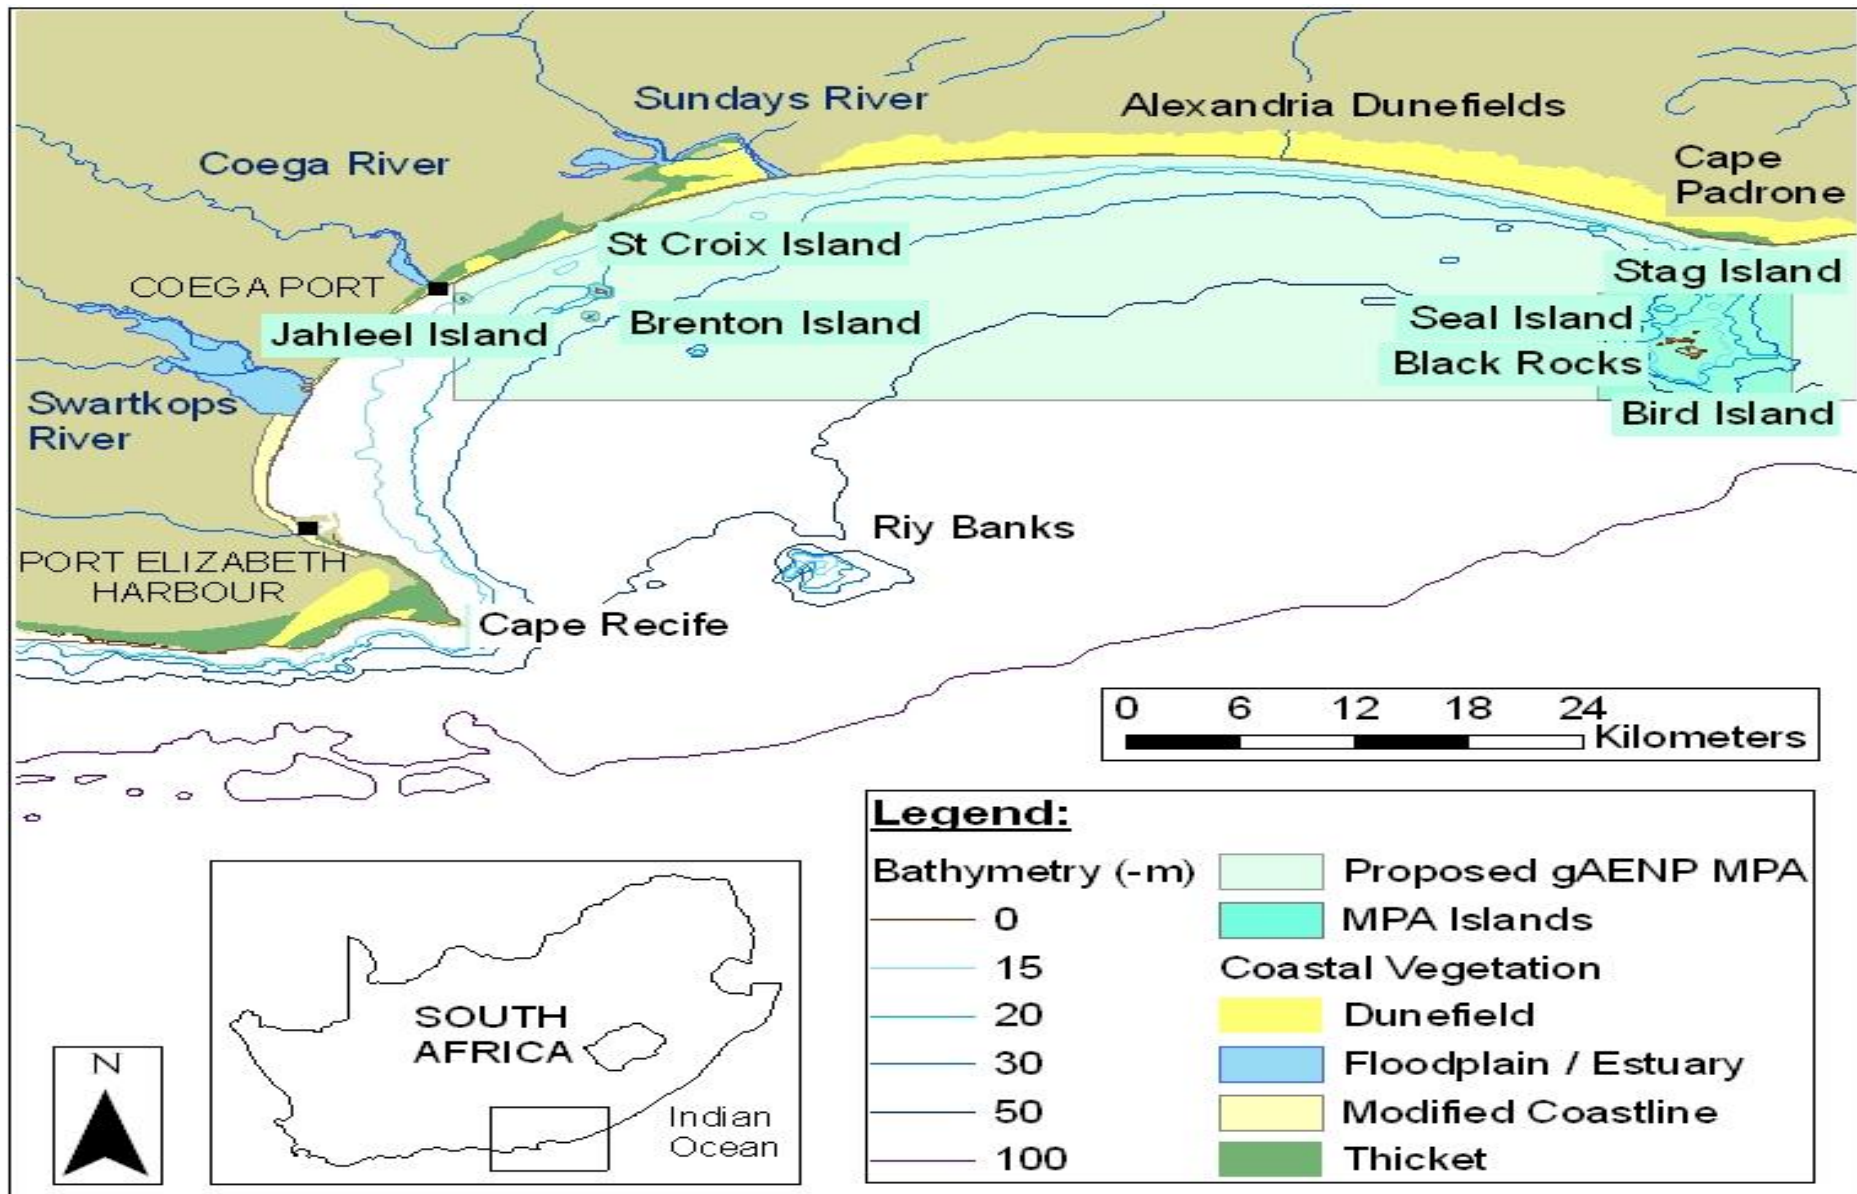 Sundays River
Alexandria Dunefields
Coega River
Cape
Padrone
St Croix Island
Stag Island
COEGA PORT
Jahleel Island
Brenton Island
Seal Island
Black Rocks
Swartkops
River
Bird Island
Riy Banks
PORT ELIZABETH
HARBOUR
Cape Recife
0 6 12 18 24
Kilometers
Legend:
Bathymetry (-m)
0
15
20
30
50
100
Proposed gAENP MPA
MPA Islands
Coastal Vegetation
Dunefield
Floodplain / Estuary
Modified Coastline
Thicket
N
SOUTH
AFRICA
Indian
Ocean